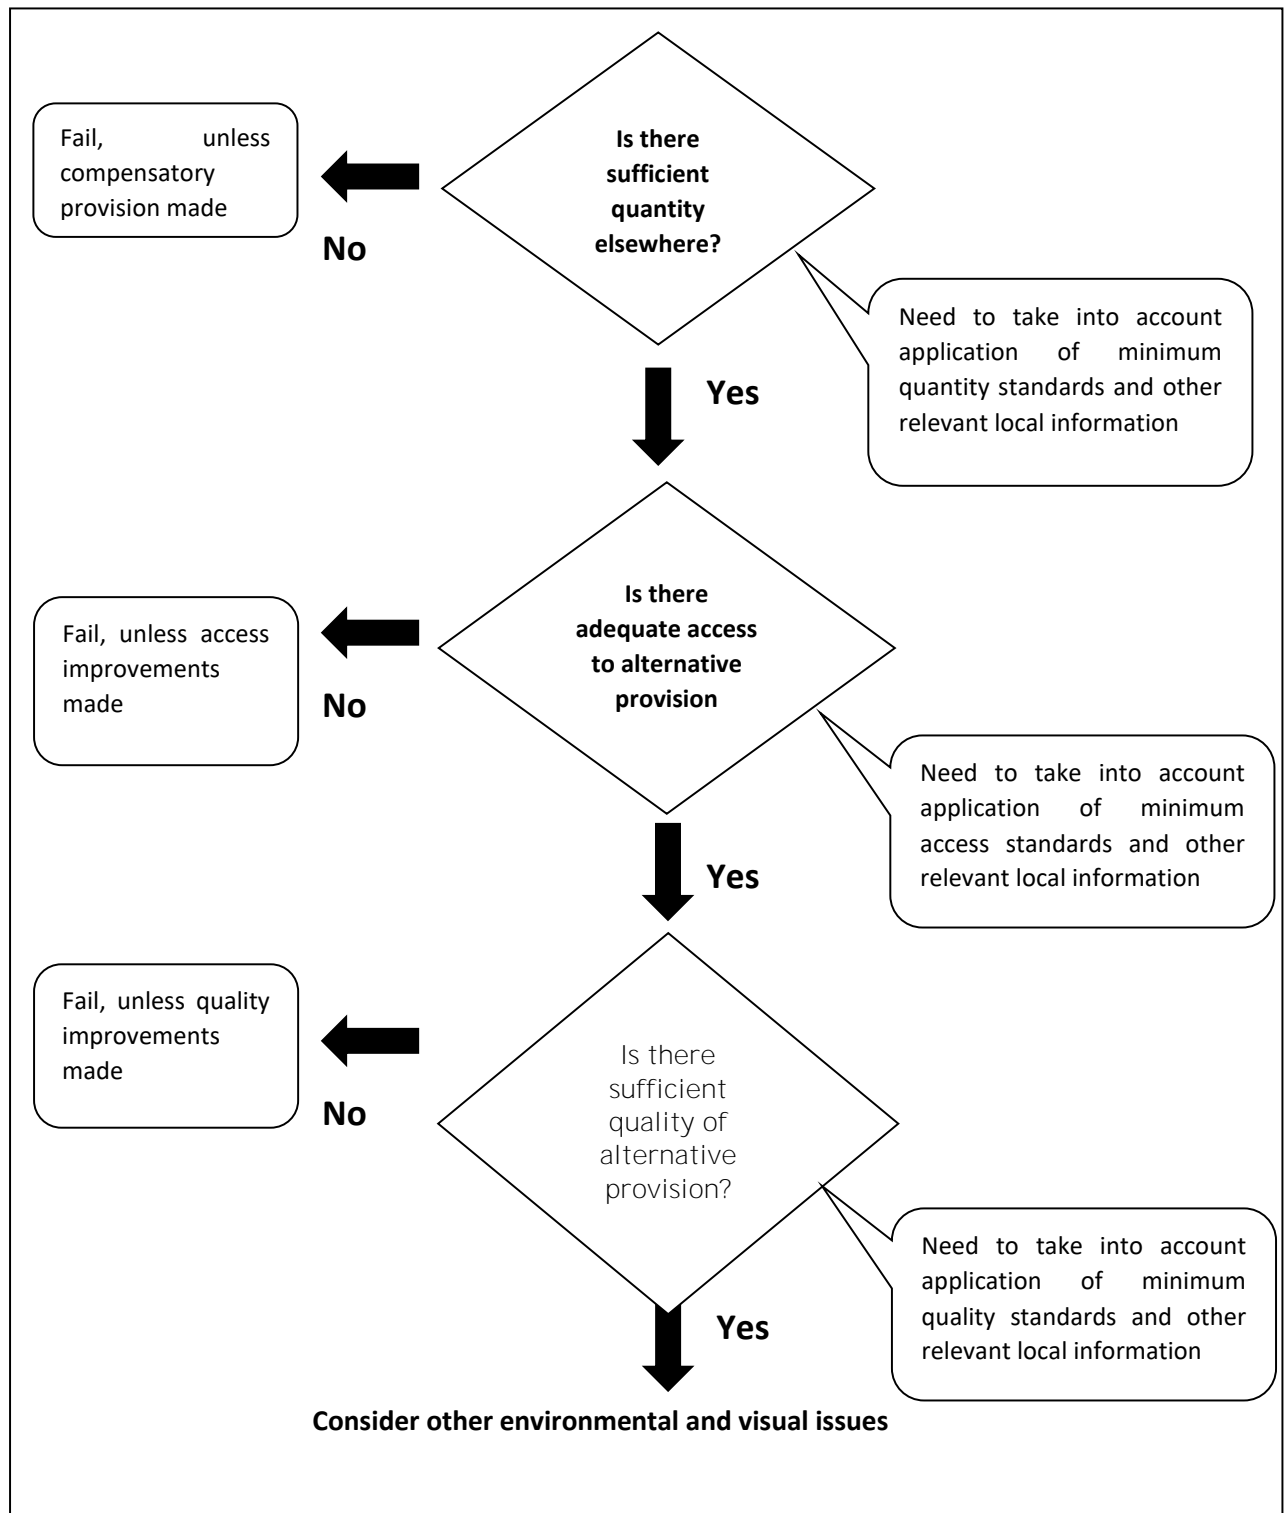 Is there
sufficient
quantity
elsewhere?
Fail, unless
compensatory
provision made
No
Need to take into account
application of minimum
quantity standards and other
relevant local information
Yes
Is there
adequate access
to alternative
provision
Fail, unless access
improvements
made
No
Need to take into account
application of minimum
access standards and other
relevant local information
Yes
Is there
sufficient
quality of
alternative
provision?
Fail, unless quality
improvements
made
No
Need to take into account
application of minimum
quality standards and other
relevant local information
Yes
Consider other environmental and visual issues